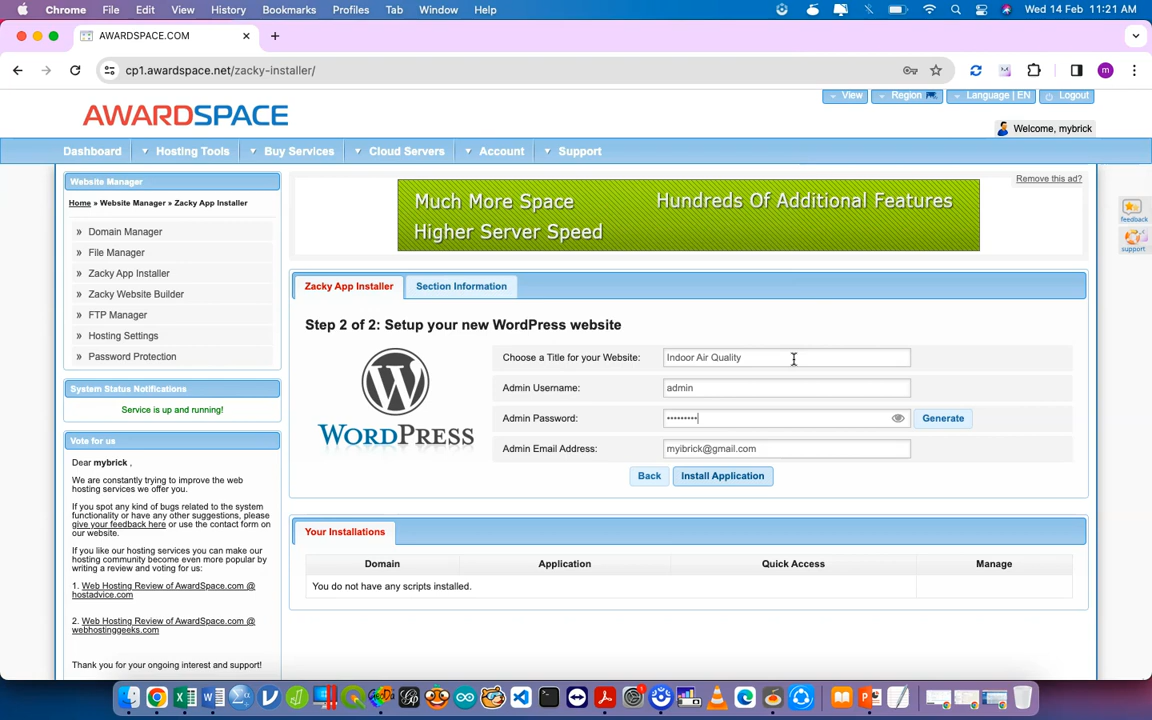 Chrome File Edit View History Bookmarks Profiles Tab Window Help
Wed 14 Feb 11:21 AM
AWARDSPACE.COM
cp1.awardspace.net/zacky-installer/
View Region Language | EN Logout
AWARDSPACE
Welcome, mybrick
Dashboard Hosting Tools Buy Services Cloud Servers Account Support
Website Manager
Home » Website Manager » Zacky App Installer
» Domain Manager
» File Manager
» Zacky App Installer
» Zacky Website Builder
» FTP Manager
» Hosting Settings
» Password Protection
System Status Notifications
Service is up and running!
Vote for us
Dear mybrick ,
We are constantly trying to improve the web
hosting services we offer you.
If you spot any kind of bugs related to the system
functionality or have any other suggestions, please
give your feedback here or use the contact form on
our website.
If you like our hosting services you can make our
hosting community become even more popular by
writing a review and voting for us:
1. Web Hosting Review of AwardSpace.com @
hostadvice.com
2. Web Hosting Review of AwardSpace.com @
webhostinggeeks.com
Thank you for your ongoing interest and support!
Remove this ad?
Much More Space Hundreds Of Additional Features
Higher Server Speed
feedback
support
Zacky App Installer Section Information
Step 2 of 2: Setup your new WordPress website
WORDPRESS
Choose a Title for your Website: Indoor Air Quality
Admin Username: admin
Admin Password: ••••••••• Generate
Admin Email Address: myibrick@gmail.com
Back Install Application
Your Installations
Domain Application Quick Access Manage
You do not have any scripts installed.